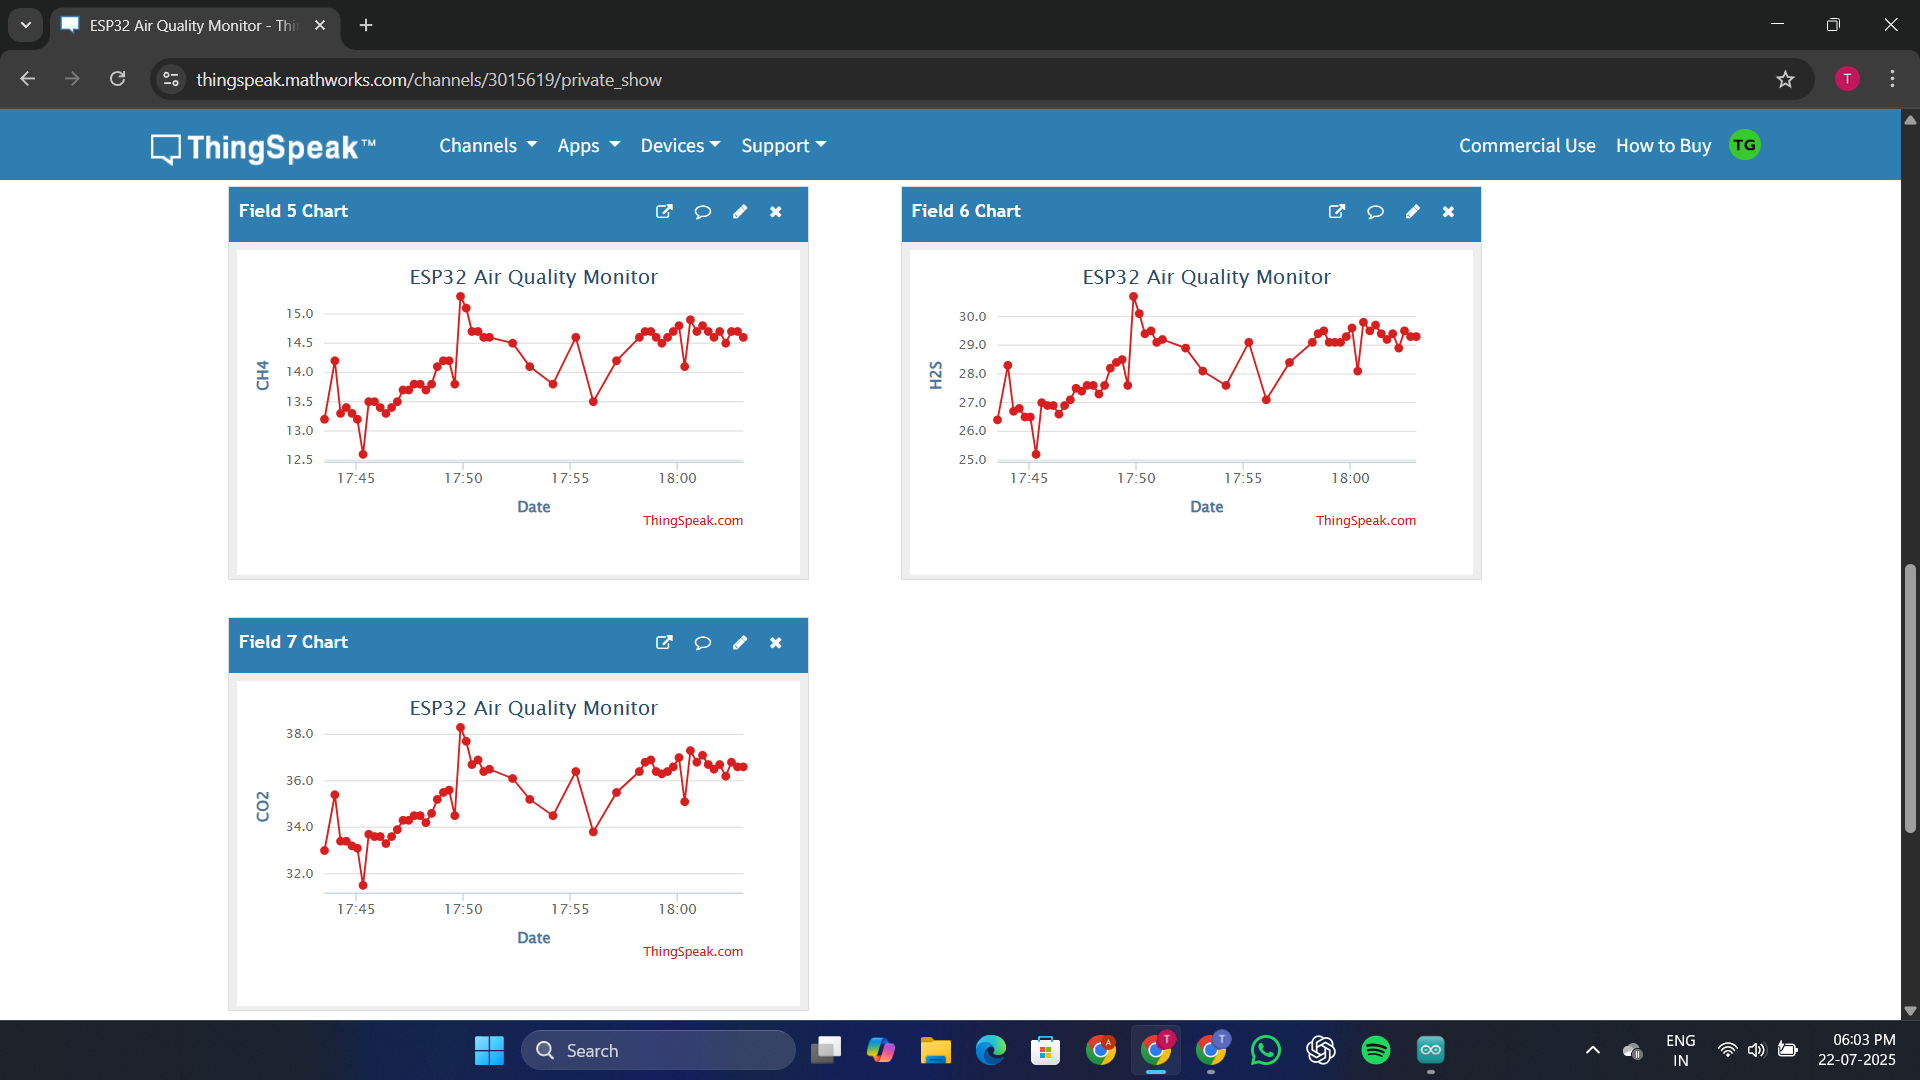 ESP32 Air Quality Monitor - Thi
thingspeak.mathworks.com/channels/3015619/private_show
T
ThingSpeak™
Channels Apps Devices Support
Commercial Use How to Buy TG
Field 5 Chart
ESP32 Air Quality Monitor
CH4
15.0
14.5
14.0
13.5
13.0
12.5
17:45 17:50 17:55 18:00
Date
ThingSpeak.com
Field 6 Chart
ESP32 Air Quality Monitor
H2S
30.0
29.0
28.0
27.0
26.0
25.0
17:45 17:50 17:55 18:00
Date
ThingSpeak.com
Field 7 Chart
ESP32 Air Quality Monitor
CO2
38.0
36.0
34.0
32.0
17:45 17:50 17:55 18:00
Date
ThingSpeak.com
Search
A
T
T
ENG
IN
06:03 PM
22-07-2025